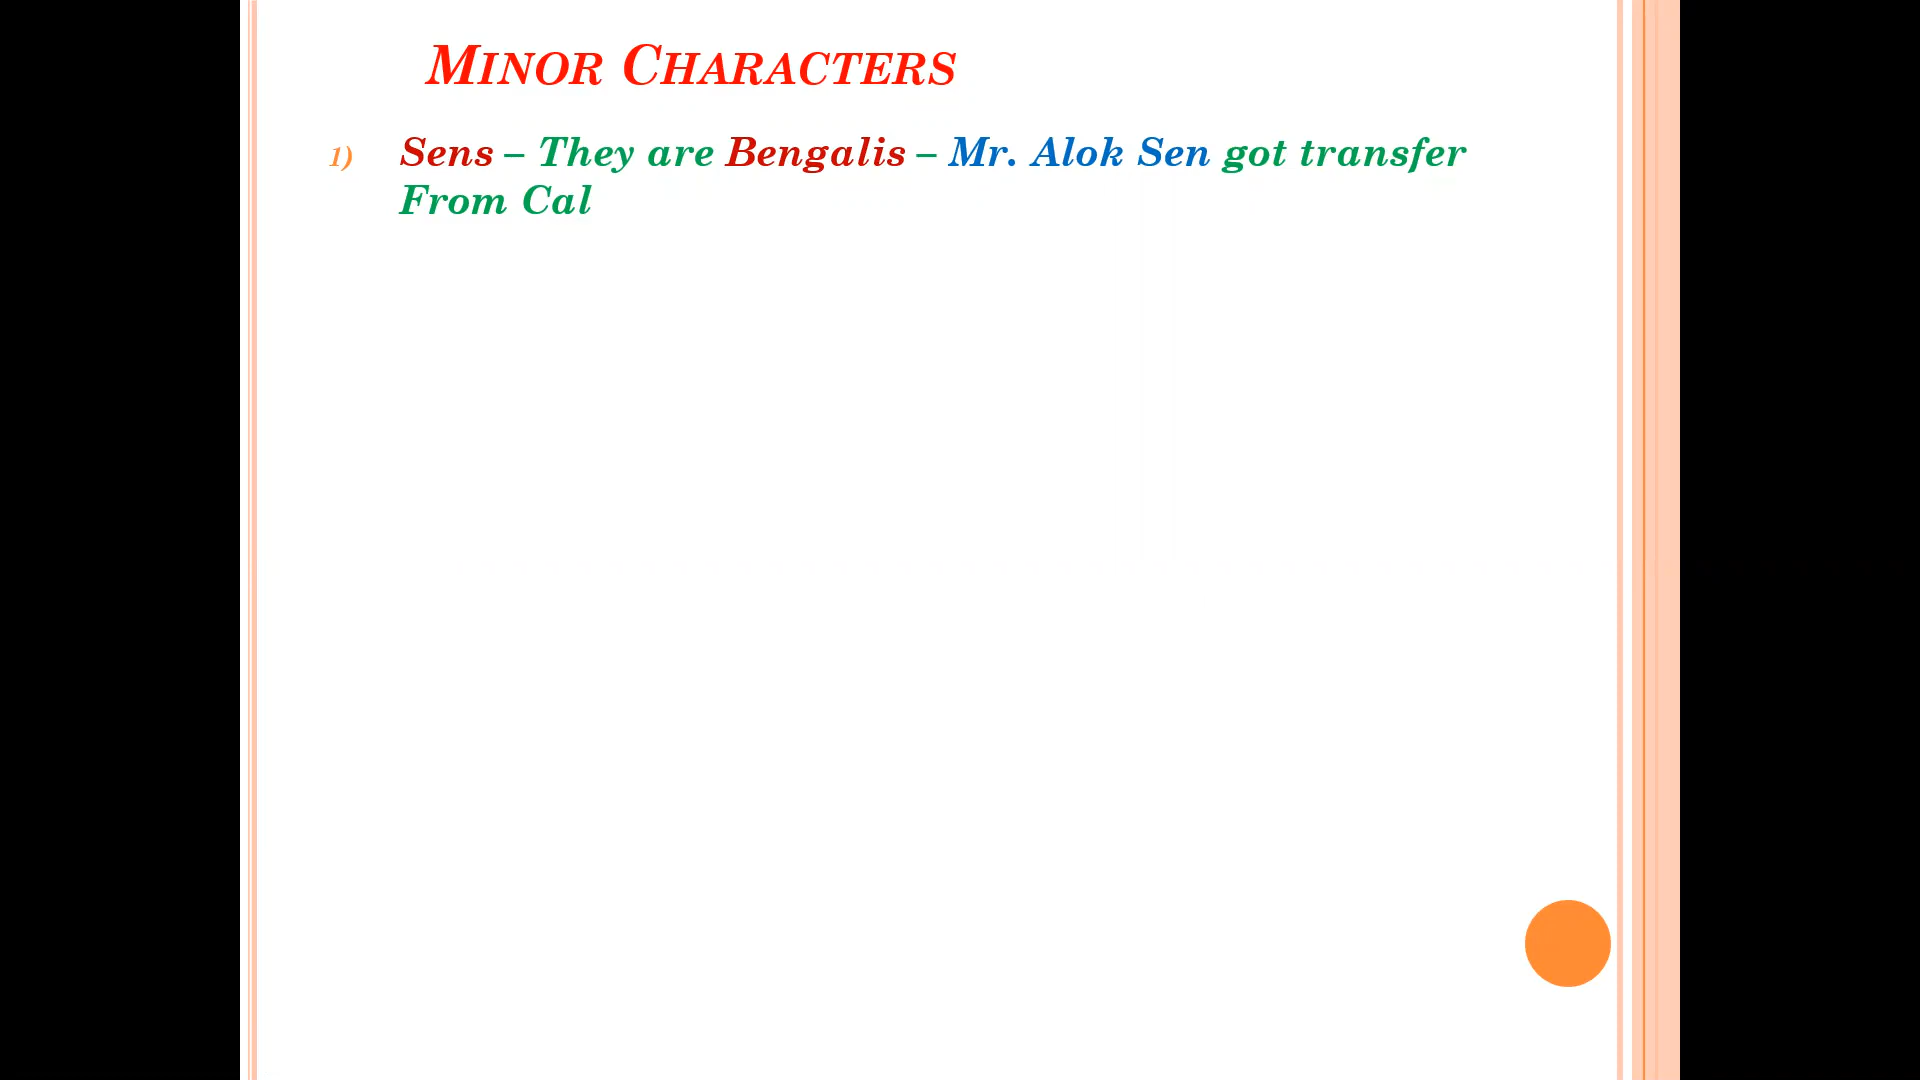 MINOR CHARACTERS
1) Sens – They are Bengalis – Mr. Alok Sen got transfer
From Cal